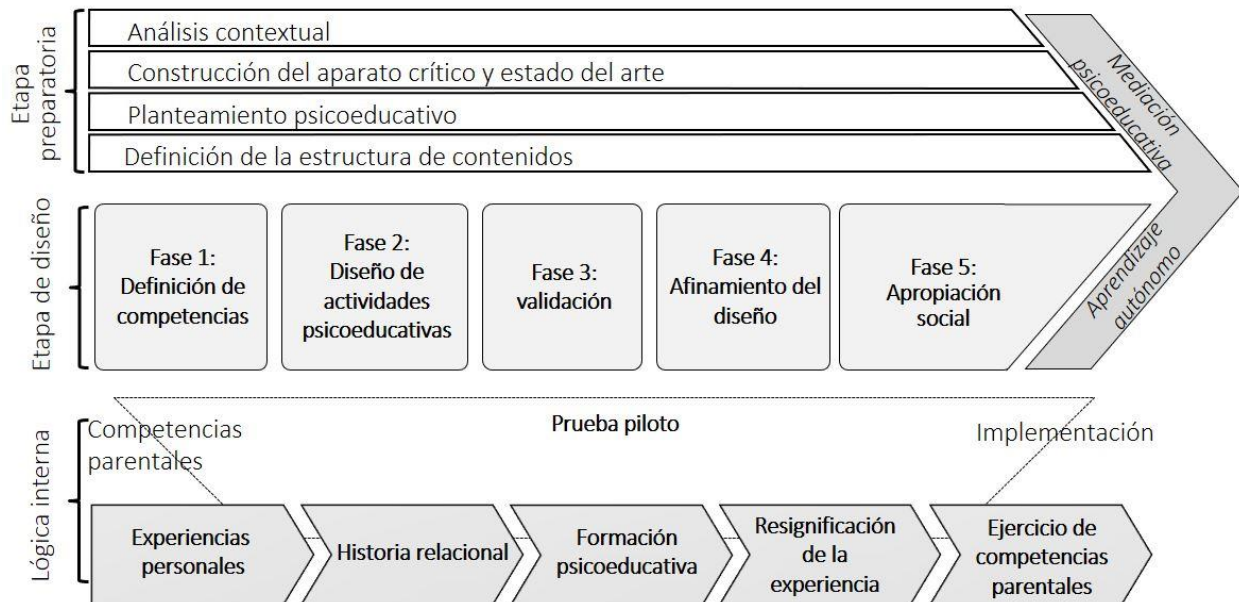 Etapa
preparatoria
Análisis contextual
Construcción del aparato crítico y estado del arte
Planteamiento psicoeducativo
Definición de la estructura de contenidos
Mediación
psicoeducativa
Aprendizaje
autónomo
Etapa de diseño
Fase 1:
Definición de
competencias
Fase 2:
Diseño de
actividades
psicoeducativas
Fase 3:
validación
Fase 4:
Afinamiento del
diseño
Fase 5:
Apropiación
social
Lógica interna
Competencias
parentales
Prueba piloto
Implementación
Experiencias
personales
Historia relacional
Formación
psicoeducativa
Resignificación
de la
experiencia
Ejercicio de
competencias
parentales